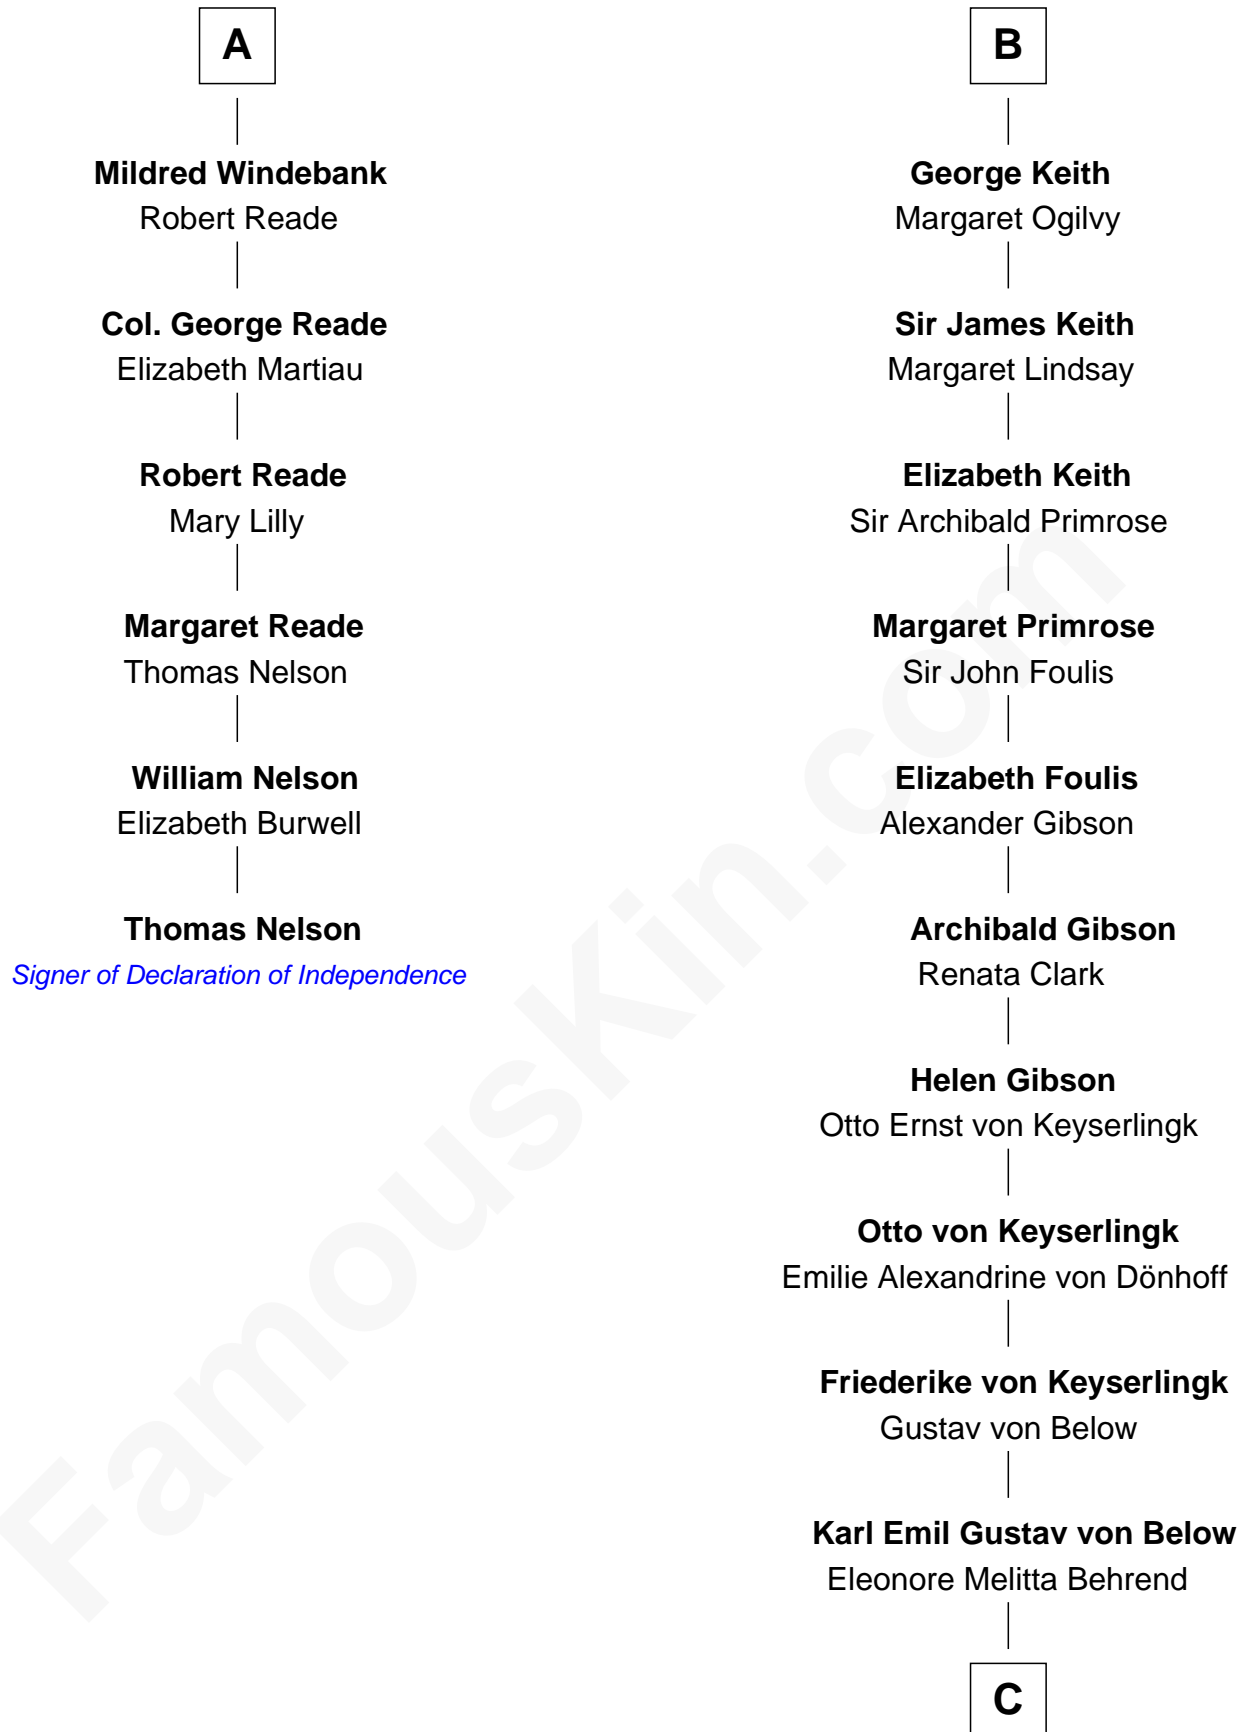 A
Mildred Windebank
Robert Reade
Col. George Reade
Elizabeth Martiau
Robert Reade
Mary Lilly
Margaret Reade
Thomas Nelson
William Nelson
Elizabeth Burwell
Thomas Nelson
Signer of Declaration of Independence
B
George Keith
Margaret Ogilvy
Sir James Keith
Margaret Lindsay
Elizabeth Keith
Sir Archibald Primrose
Margaret Primrose
Sir John Foulis
Elizabeth Foulis
Alexander Gibson
Archibald Gibson
Renata Clark
Helen Gibson
Otto Ernst von Keyserlingk
Otto von Keyserlingk
Emilie Alexandrine von Dönhoff
Friederike von Keyserlingk
Gustav von Below
Karl Emil Gustav von Below
Eleonore Melitta Behrend
C
FamousKin.com